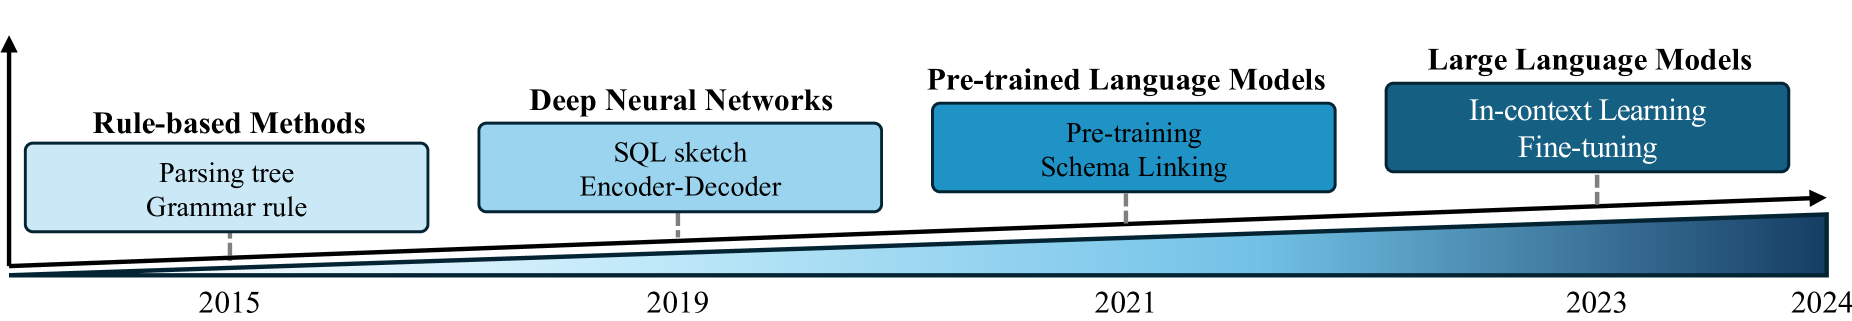 Rule-based Methods
Parsing tree
Grammar rule
Deep Neural Networks
SQL sketch
Encoder-Decoder
Pre-trained Language Models
Pre-training
Schema Linking
Large Language Models
In-context Learning
Fine-tuning
2015
2019
2021
2023
2024